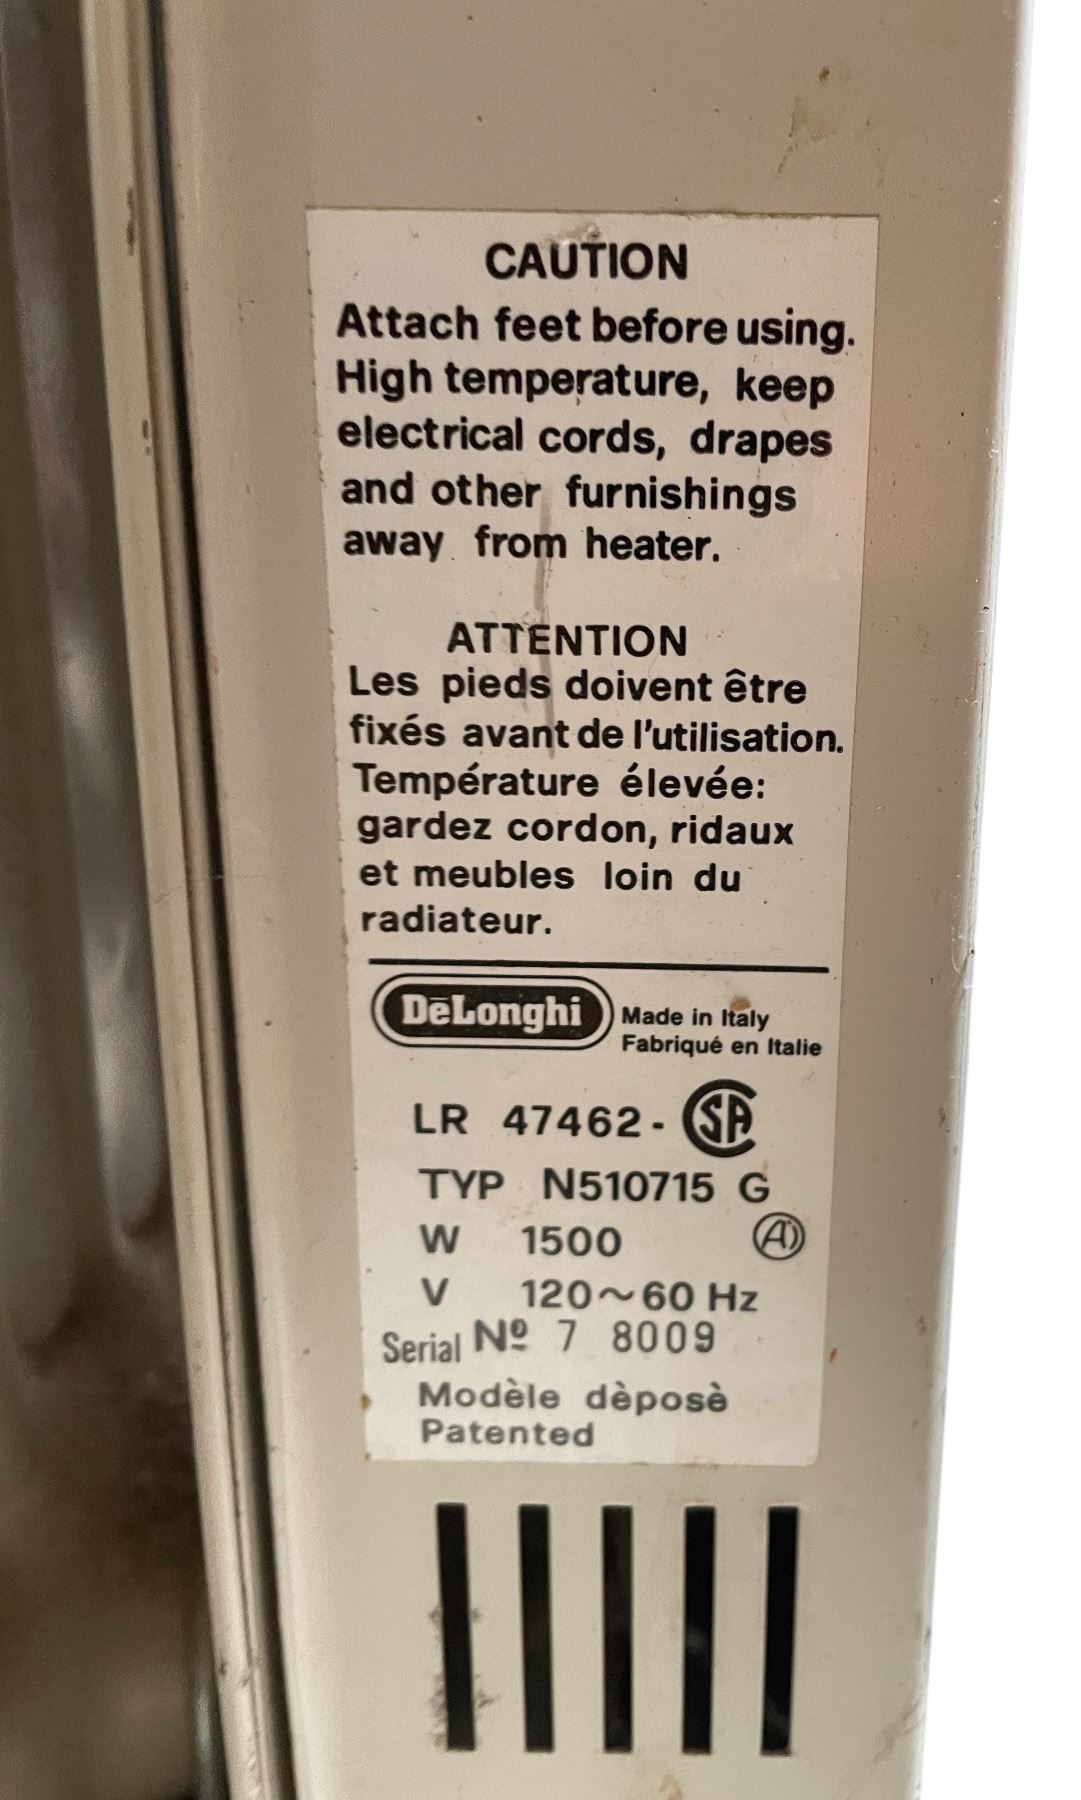 CAUTION
Attach feet before using.
High temperature, keep
electrical cords, drapes
and other furnishings
away from heater.
ATTENTION
Les pieds doivent être
fixés avant de l'utilisation.
Température élevée:
gardez cordon, ridaux
et meubles loin du
radiateur.
DēLonghi
Made in Italy
Fabriqué en Italie
LR 47462- SA
TYP N510715 G
W 1500 A
V 120~60 Hz
Serial Nº 7 8009
Modèle dèposè
Patented